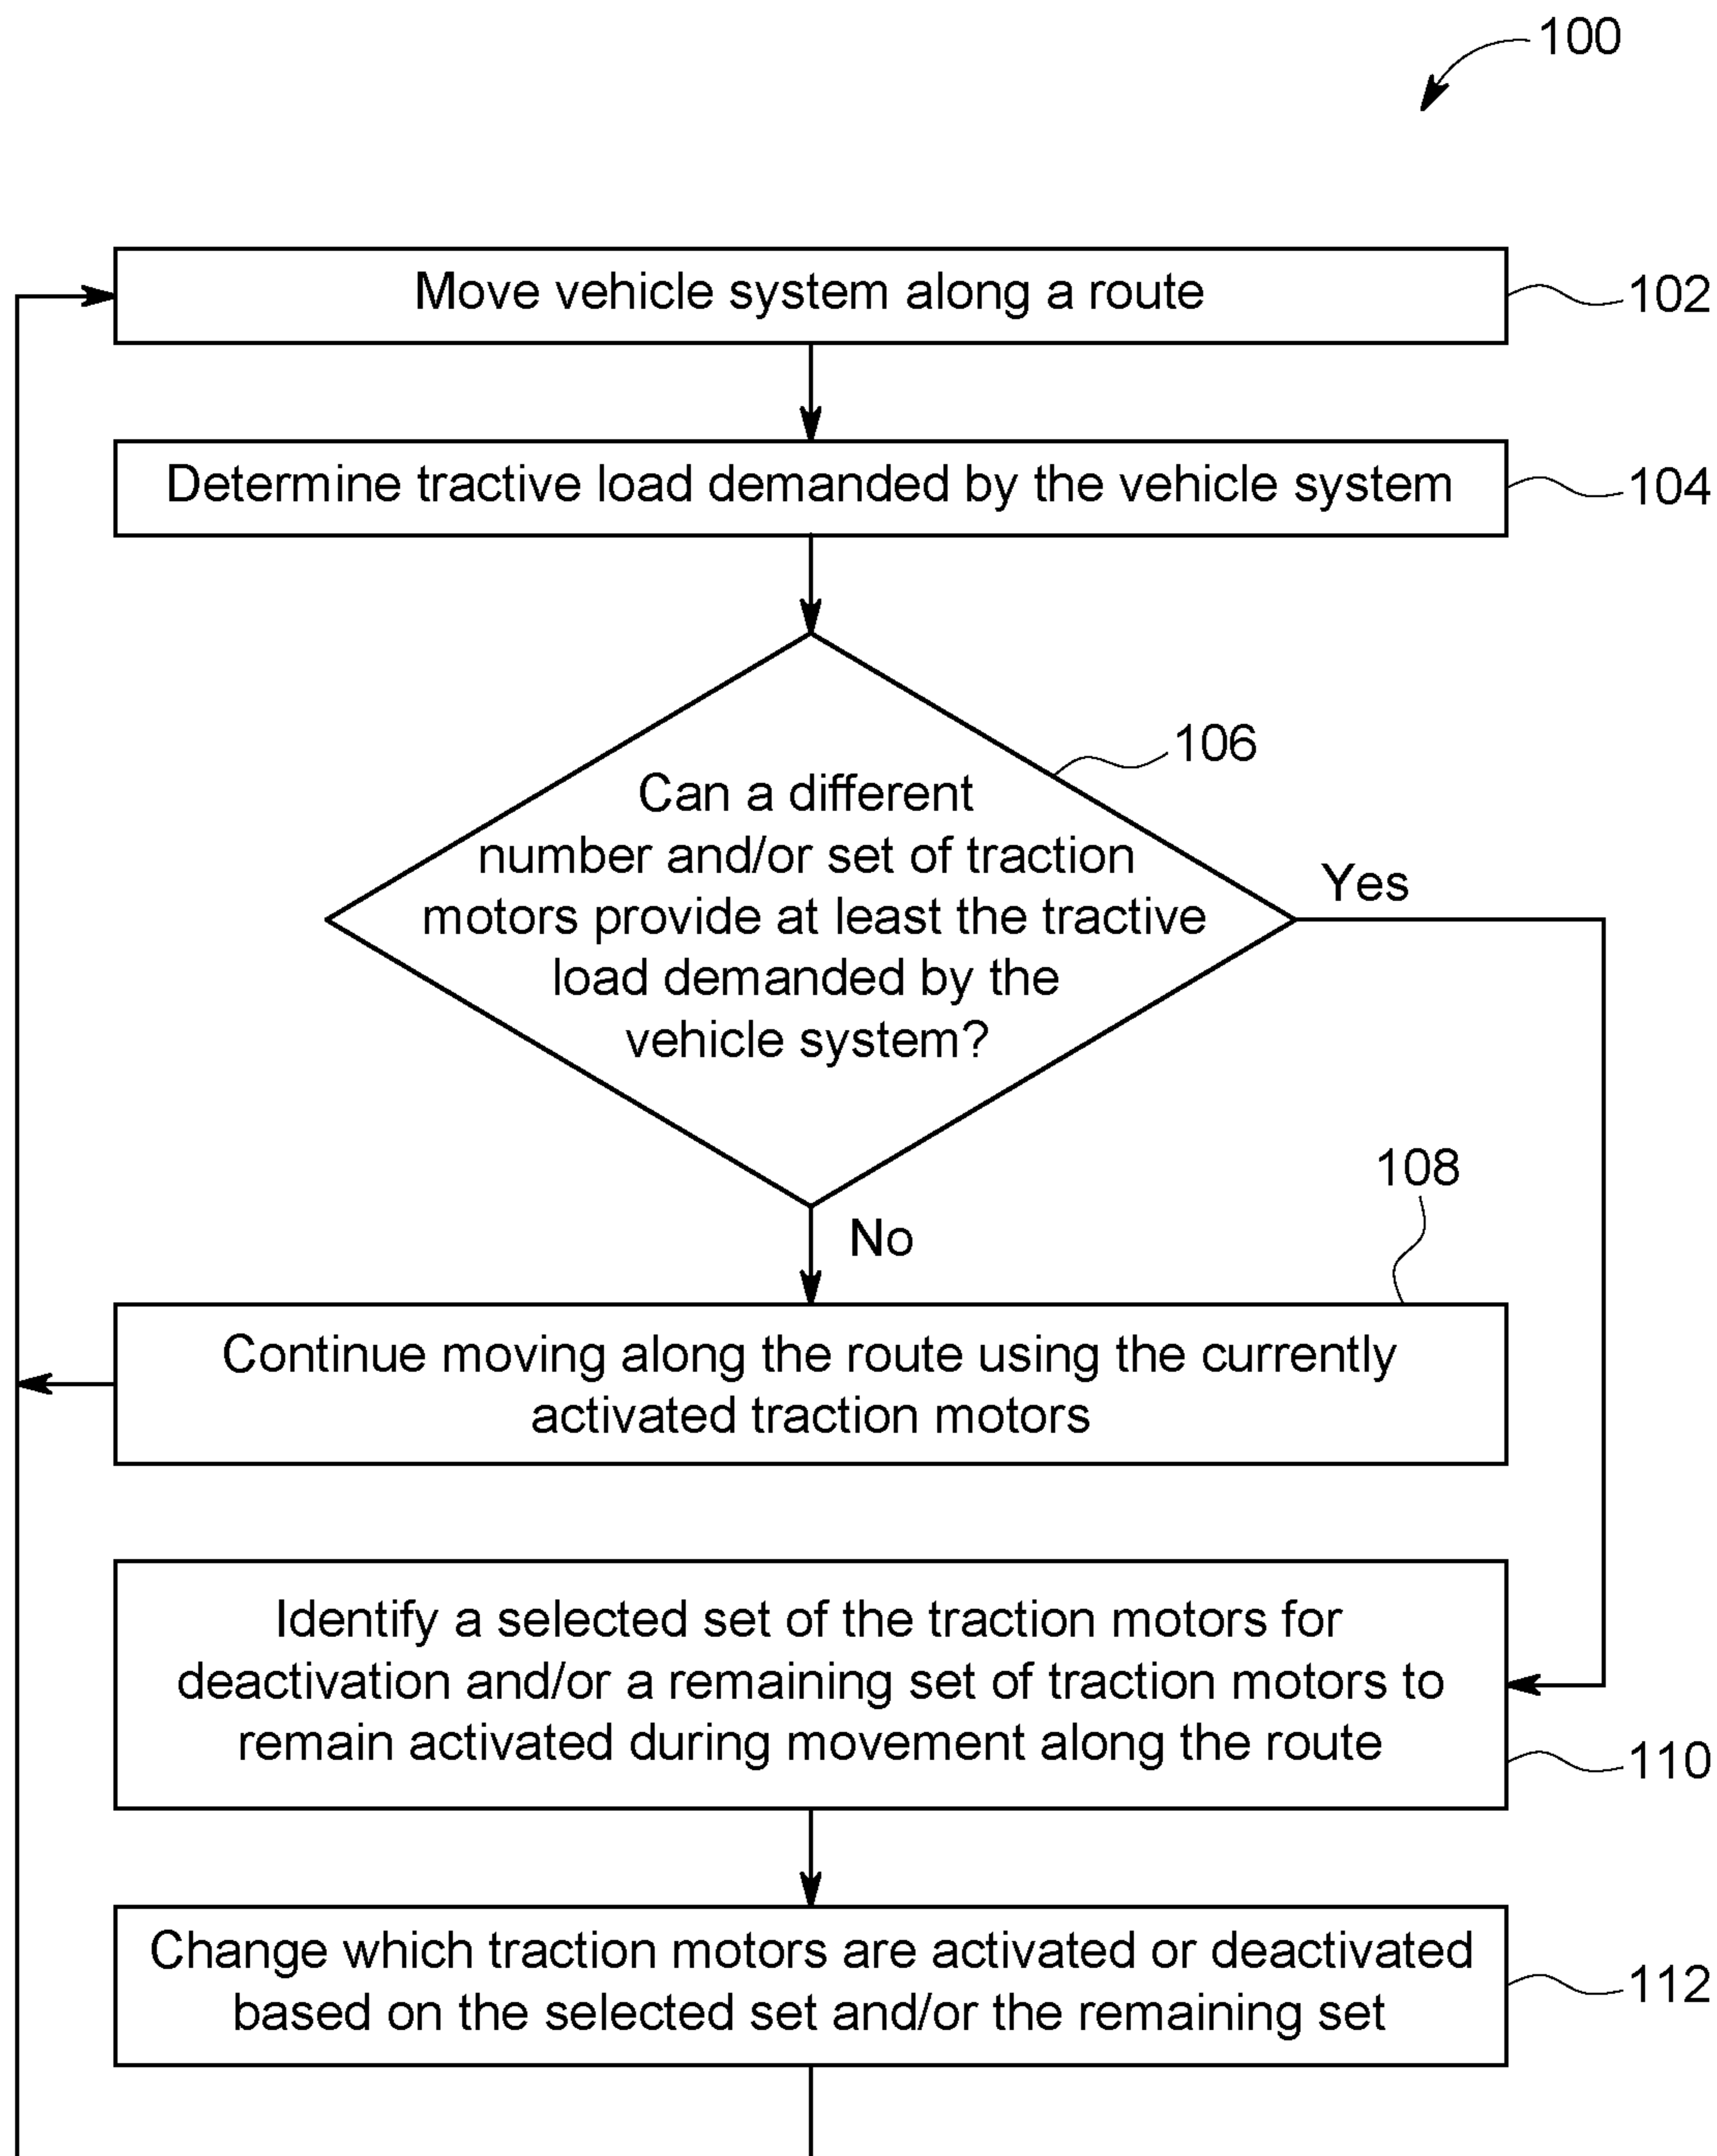 100
Move vehicle system along a route
102
Determine tractive load demanded by the vehicle system
104
106
Can a different
number and/or set of traction
motors provide at least the tractive
load demanded by the
vehicle system?
Yes
No
108
Continue moving along the route using the currently
activated traction motors
Identify a selected set of the traction motors for
deactivation and/or a remaining set of traction motors to
remain activated during movement along the route
110
Change which traction motors are activated or deactivated
based on the selected set and/or the remaining set
112